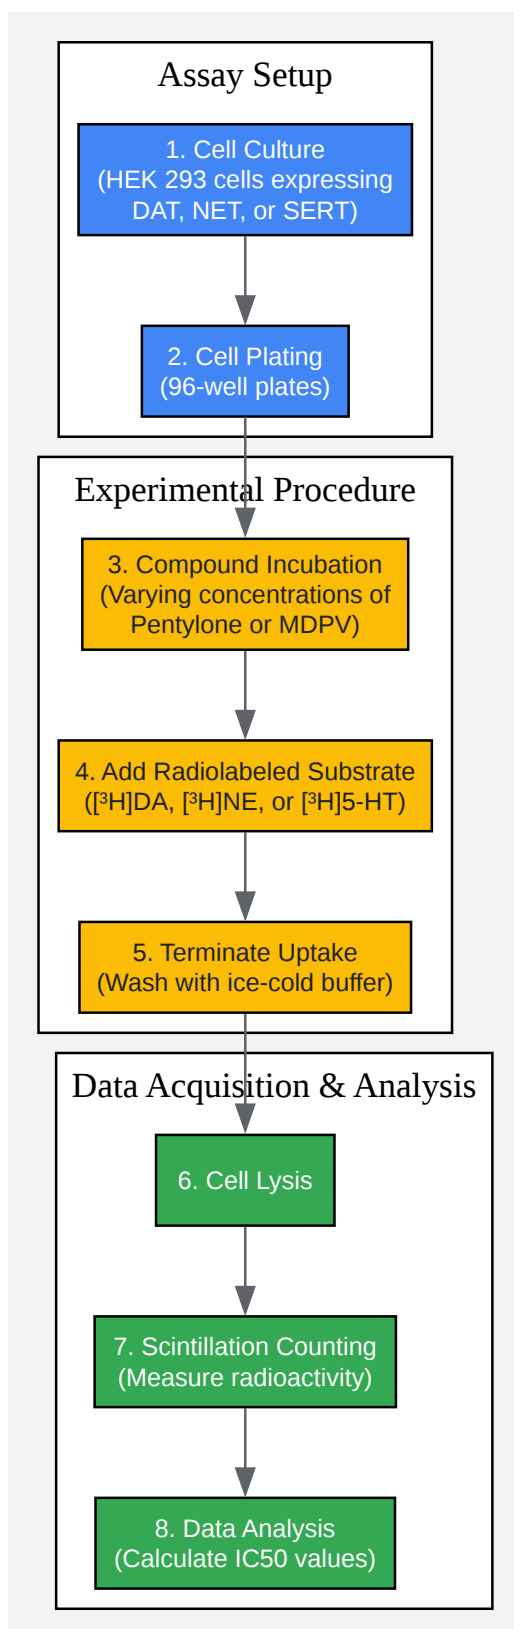 Assay Setup
1. Cell Culture
(HEK 293 cells expressing
DAT, NET, or SERT)
2. Cell Plating
(96-well plates)
Experimental Procedure
3. Compound Incubation
(Varying concentrations of
Pentylone or MDPV)
4. Add Radiolabeled Substrate
([³H]DA, [³H]NE, or [³H]5-HT)
5. Terminate Uptake
(Wash with ice-cold buffer)
Data Acquisition & Analysis
6. Cell Lysis
7. Scintillation Counting
(Measure radioactivity)
8. Data Analysis
(Calculate IC50 values)